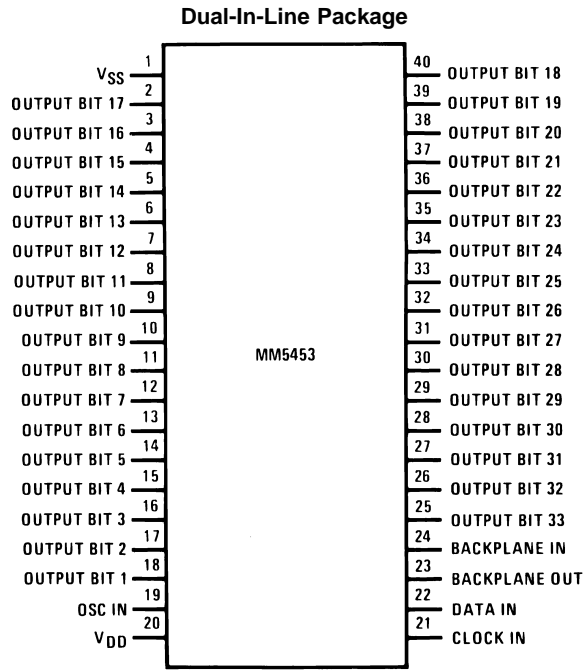 Dual-In-Line Package
1 40
VSS OUTPUT BIT 18
2 39
OUTPUT BIT 17 OUTPUT BIT 19
3 38
OUTPUT BIT 16 OUTPUT BIT 20
4 37
OUTPUT BIT 15 OUTPUT BIT 21
5 36
OUTPUT BIT 14 OUTPUT BIT 22
6 35
OUTPUT BIT 13 OUTPUT BIT 23
7 34
OUTPUT BIT 12 OUTPUT BIT 24
8 33
OUTPUT BIT 11 OUTPUT BIT 25
9 32
OUTPUT BIT 10 OUTPUT BIT 26
10 31
OUTPUT BIT 9 OUTPUT BIT 27
MM5453
11 30
OUTPUT BIT 8 OUTPUT BIT 28
12 29
OUTPUT BIT 7 OUTPUT BIT 29
13 28
OUTPUT BIT 6 OUTPUT BIT 30
14 27
OUTPUT BIT 5 OUTPUT BIT 31
15 26
OUTPUT BIT 4 OUTPUT BIT 32
16 25
OUTPUT BIT 3 OUTPUT BIT 33
17 24
OUTPUT BIT 2 BACKPLANE IN
18 23
OUTPUT BIT 1 BACKPLANE OUT
19 22
OSC IN DATA IN
20 21
VDD CLOCK IN